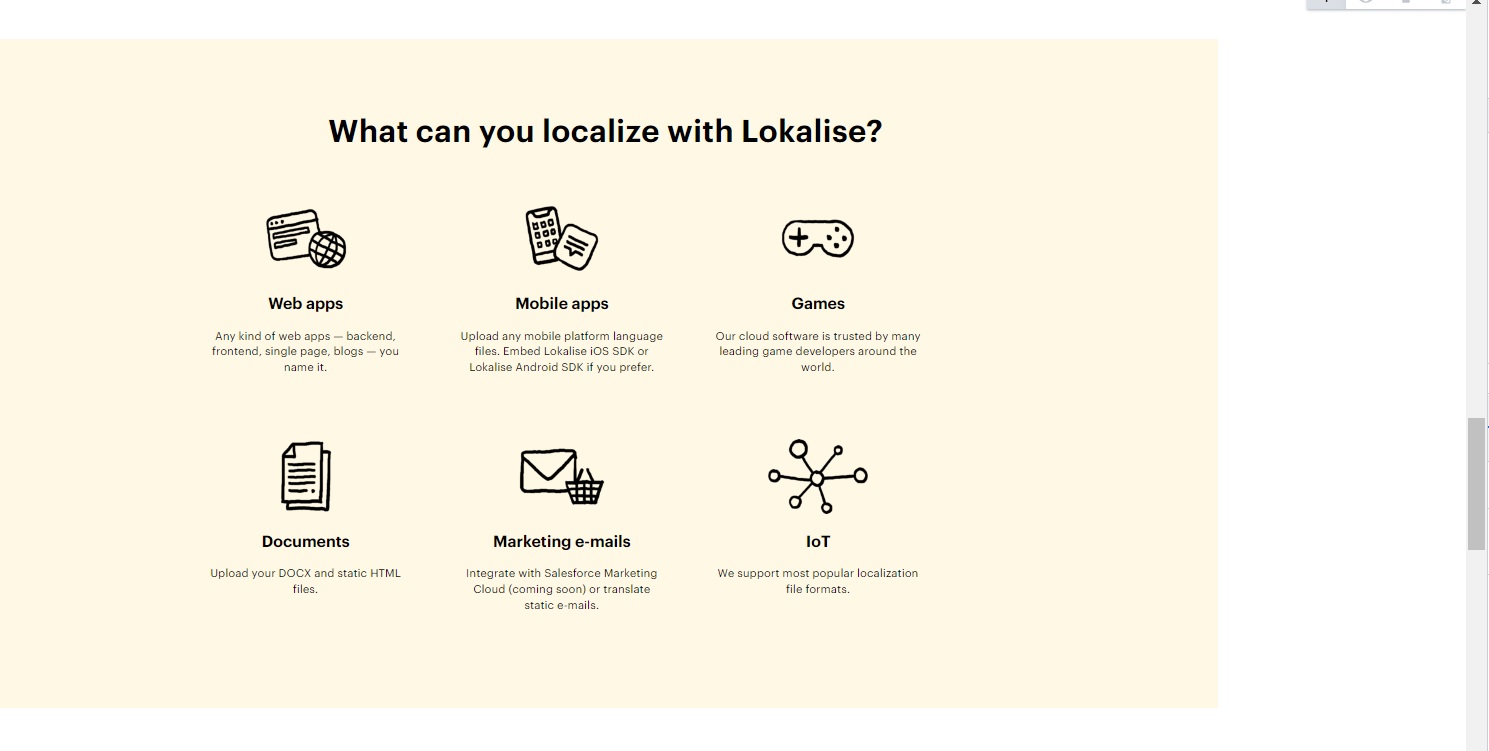 What can you localize with Lokalise?
Web apps
Any kind of web apps — backend,
frontend, single page, blogs — you
name it.
Mobile apps
Upload any mobile platform language
files. Embed Lokalise iOS SDK or
Lokalise Android SDK if you prefer.
Games
Our cloud software is trusted by many
leading game developers around the
world.
Documents
Upload your DOCX and static HTML
files.
Marketing e-mails
Integrate with Salesforce Marketing
Cloud (coming soon) or translate
static e-mails.
IoT
We support most popular localization
file formats.